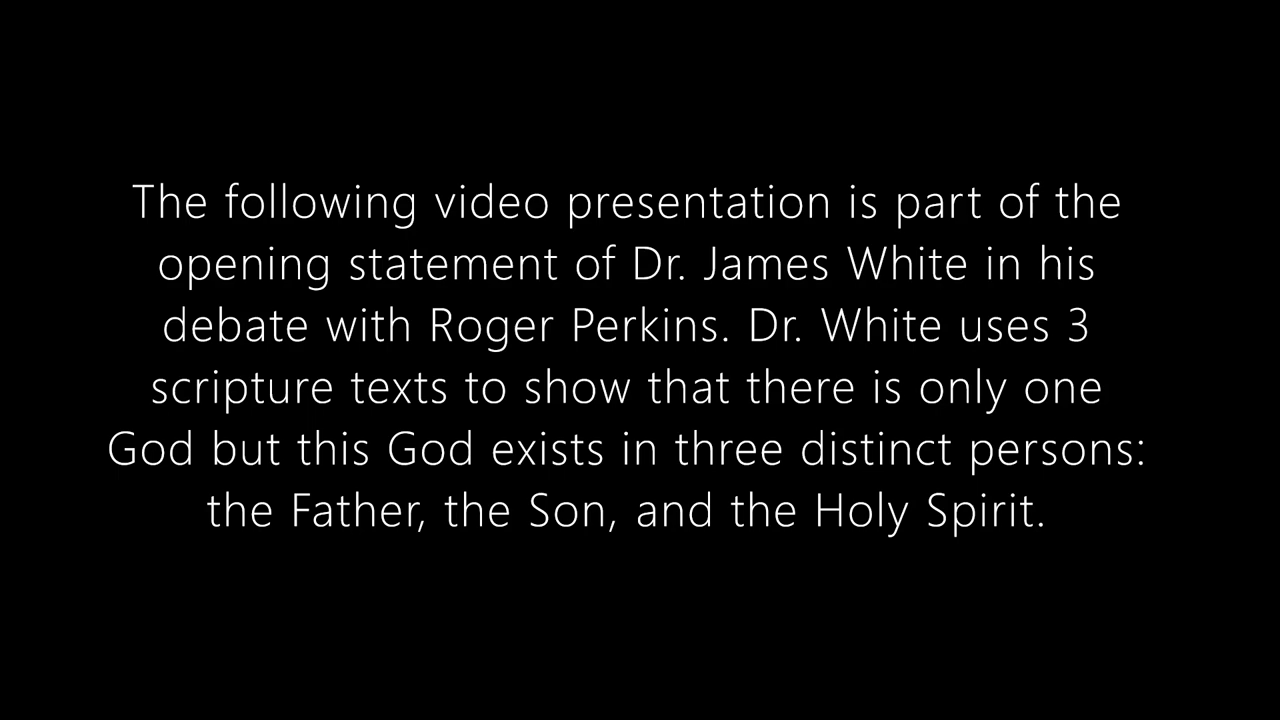 The following video presentation is part of the
opening statement of Dr. James White in his
debate with Roger Perkins. Dr. White uses 3
scripture texts to show that there is only one
God but this God exists in three distinct persons:
the Father, the Son, and the Holy Spirit.